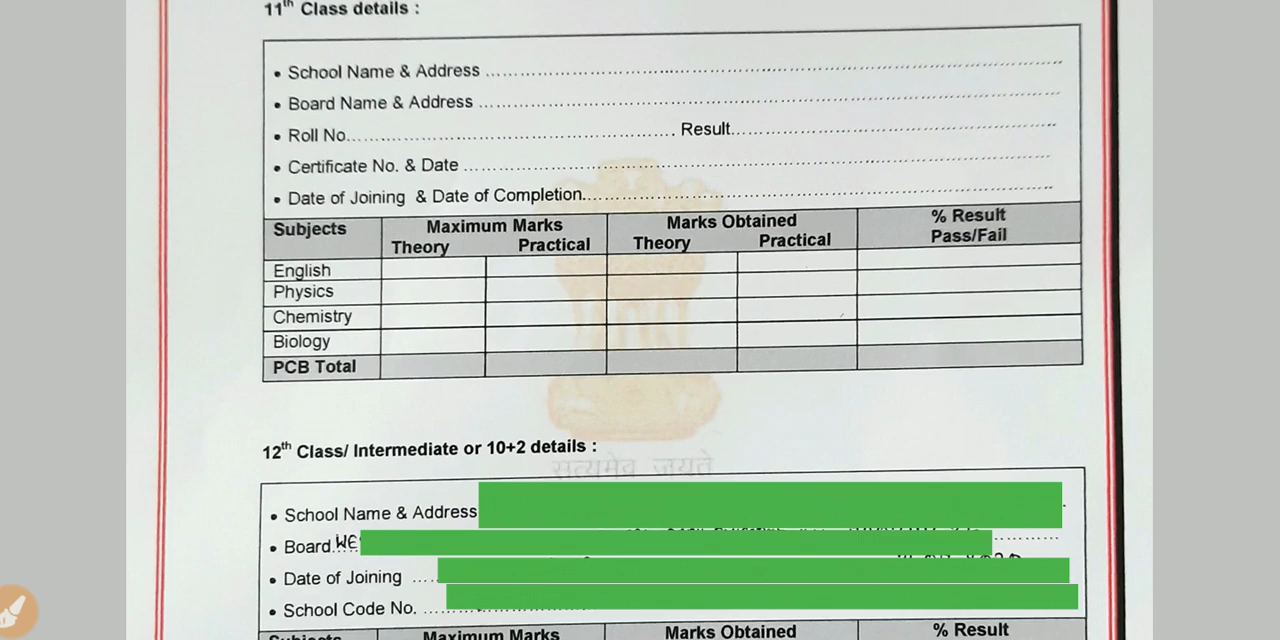 11th Class details :
• School Name & Address ........................................................
• Board Name & Address ........................................................
• Roll No........................................ Result........................................
• Certificate No. & Date ........................................................
• Date of Joining & Date of Completion........................................
Subjects Maximum Marks Marks Obtained % Result
Theory Practical Theory Practical Pass/Fail
English
Physics
Chemistry
Biology
PCB Total
12th Class/ Intermediate or 10+2 details :
सत्यमेव जयते
• School Name & Address
• Board.... WE
• Date of Joining ....
• School Code No. ....
Subjects Maximum Marks Marks Obtained % Result